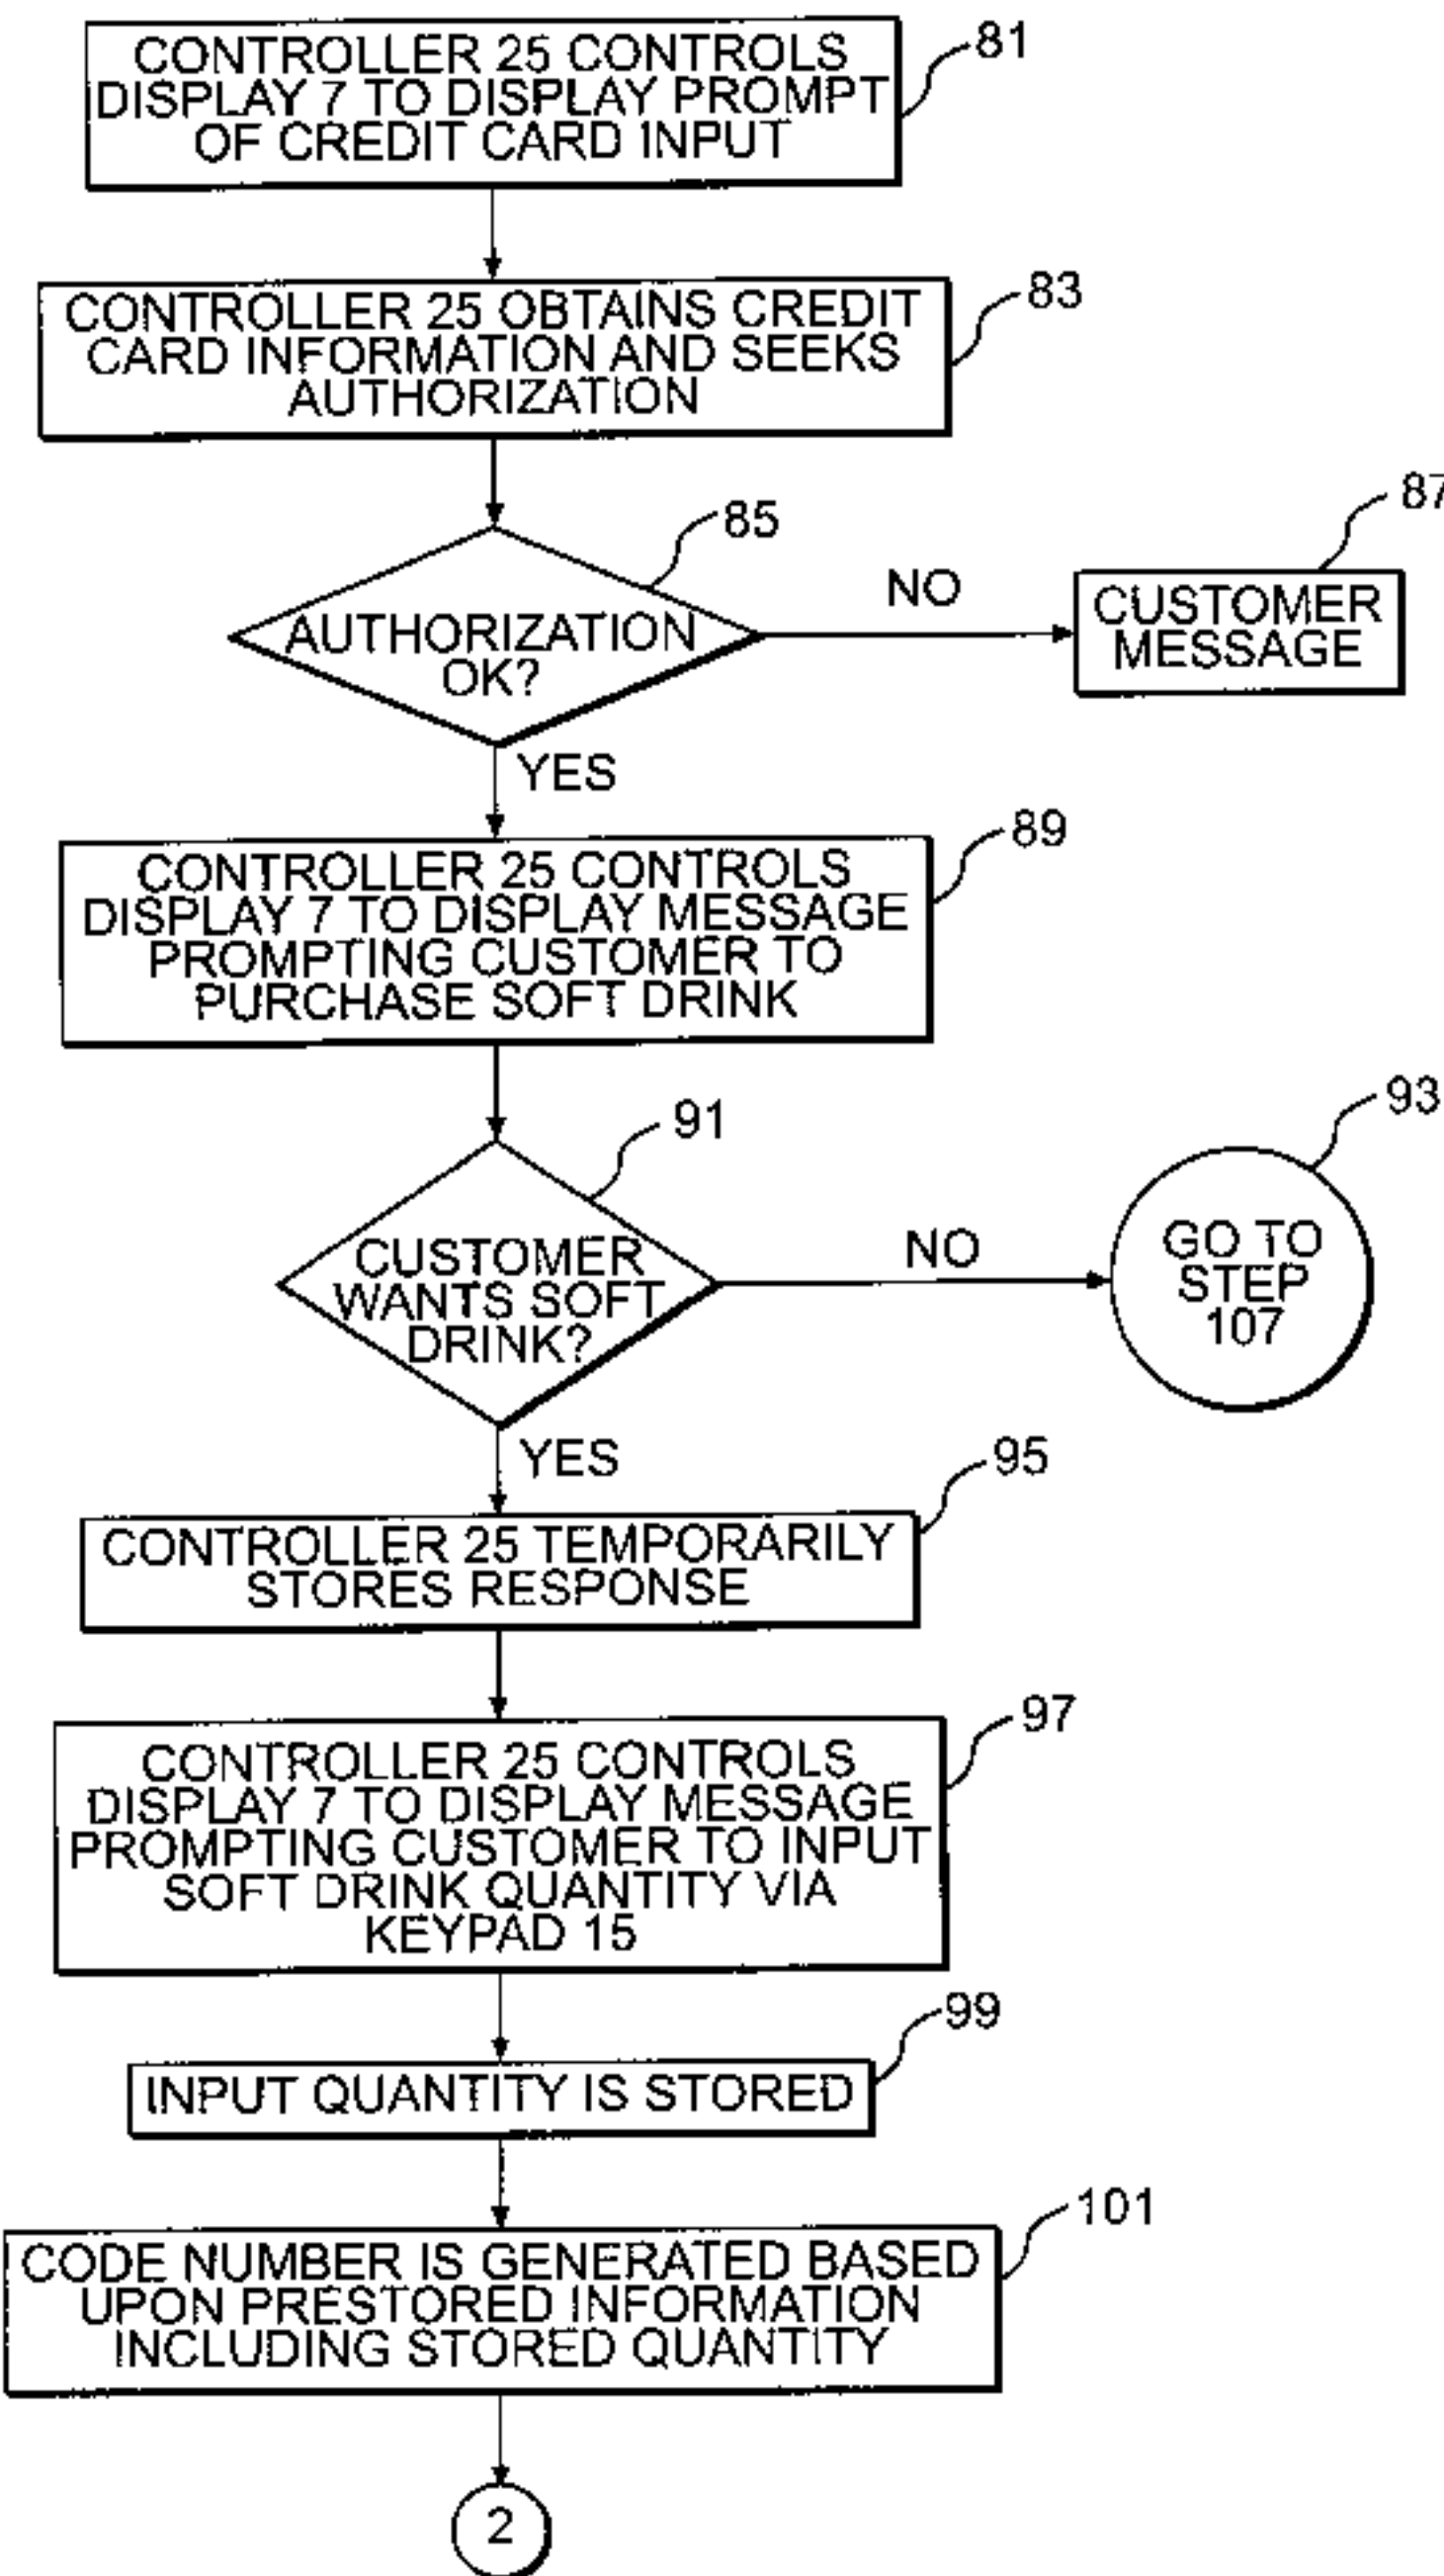 CONTROLLER 25 CONTROLS
DISPLAY 7 TO DISPLAY PROMPT
OF CREDIT CARD INPUT
81
CONTROLLER 25 OBTAINS CREDIT
CARD INFORMATION AND SEEKS
AUTHORIZATION
83
AUTHORIZATION
OK?
85
NO
CUSTOMER
MESSAGE
87
YES
CONTROLLER 25 CONTROLS
DISPLAY 7 TO DISPLAY MESSAGE
PROMPTING CUSTOMER TO
PURCHASE SOFT DRINK
89
CUSTOMER
WANTS SOFT
DRINK?
91
NO
GO TO
STEP
107
93
YES
CONTROLLER 25 TEMPORARILY
STORES RESPONSE
95
CONTROLLER 25 CONTROLS
DISPLAY 7 TO DISPLAY MESSAGE
PROMPTING CUSTOMER TO INPUT
SOFT DRINK QUANTITY VIA
KEYPAD 15
97
INPUT QUANTITY IS STORED
99
CODE NUMBER IS GENERATED BASED
UPON PRESTORED INFORMATION
INCLUDING STORED QUANTITY
101
2